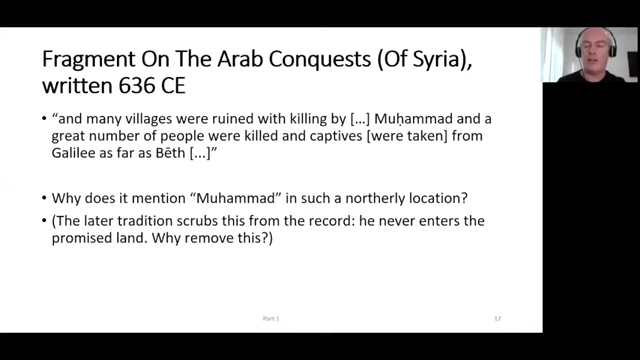 Fragment On The Arab Conquests (Of Syria),
written 636 CE
• “and many villages were ruined with killing by […] Muḥammad and a
great number of people were killed and captives [were taken] from
Galilee as far as Bēth [...]”
• Why does it mention “Muhammad” in such a northerly location?
• (The later tradition scrubs this from the record: he never enters the
promised land. Why remove this?)
Part 1
17